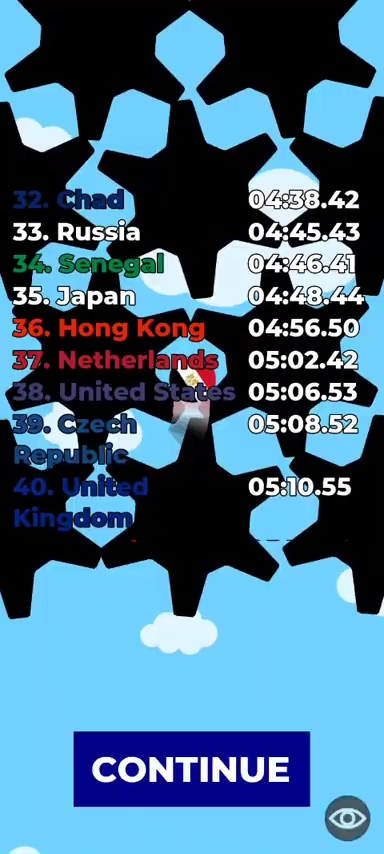 32. Chad 04:38.42
33. Russia 04:45.43
34. Senegal 04:46.41
35. Japan 04:48.44
36. Hong Kong 04:56.50
37. Netherlands 05:02.42
38. United States 05:06.53
39. Czech 05:08.52
Republic
40. United 05:10.55
Kingdom
CONTINUE